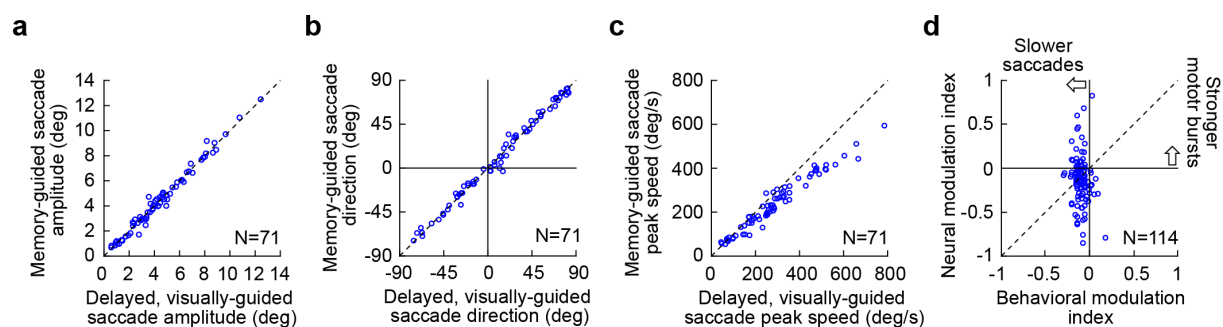 a
Memory-guided saccade
amplitude (deg)
14
12
10
8
6
4
2
0
0 2 4 6 8 10 12 14
N=71
Delayed, visually-guided
saccade amplitude (deg)
b
Memory-guided saccade
direction (deg)
90
45
0
-45
-90
-90 -45 0 45 90
N=71
Delayed, visually-guided
saccade direction (deg)
c
Memory-guided saccade
peak speed (deg/s)
800
600
400
200
0
0 200 400 600 800
N=71
Delayed, visually-guided
saccade peak speed (deg/s)
d
Slower
saccades
Stronger
mototr bursts
Neural modulation index
1
0.5
0
-0.5
-1
-1 -0.5 0 0.5 1
N=114
Behavioral modulation
index